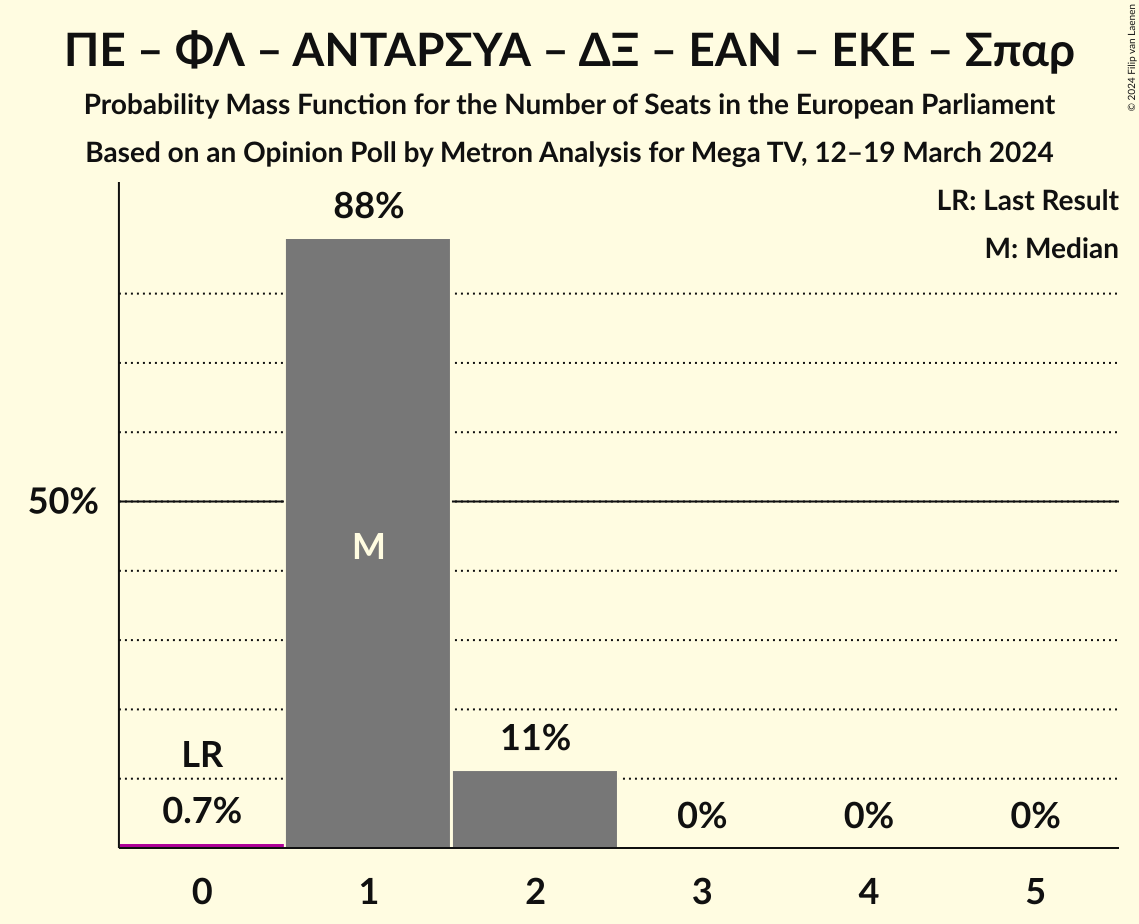 ΠΕ – ΦΛ – ΑΝΤΑΡΣΥΑ – ΔΞ – ΕΑΝ – ΕΚΕ – Σπαρ
Probability Mass Function for the Number of Seats in the European Parliament
Based on an Opinion Poll by Metron Analysis for Mega TV, 12–19 March 2024
© 2024 Filip van Laenen
LR: Last Result
M: Median
88%
50%
M
11%
LR
0.7%
0%
0%
0%
0
1
2
3
4
5